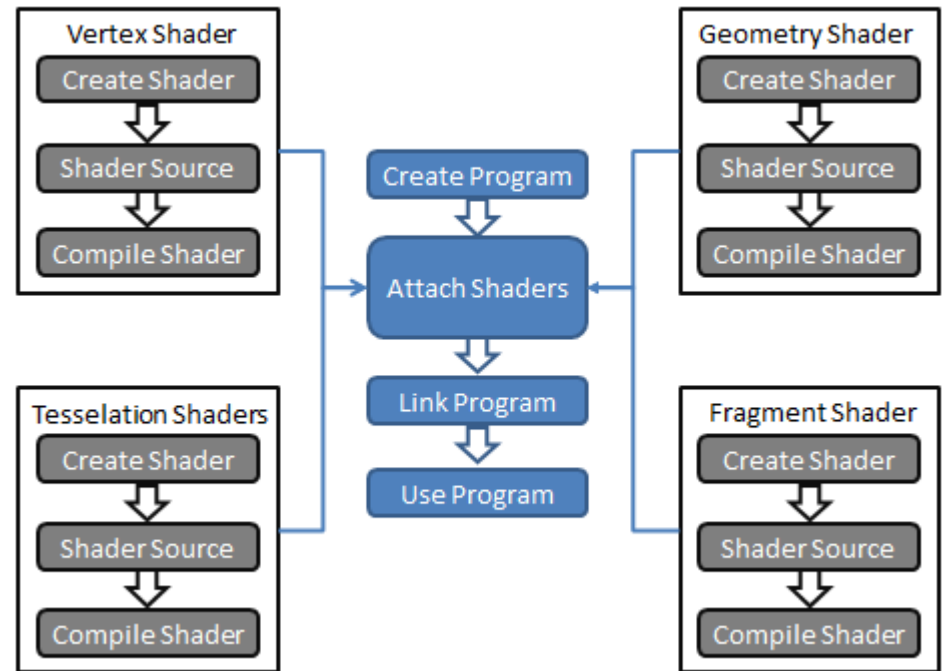 Vertex Shader
Create Shader
Shader Source
Compile Shader
Tesselation Shaders
Create Shader
Shader Source
Compile Shader
Create Program
Attach Shaders
Link Program
Use Program
Geometry Shader
Create Shader
Shader Source
Compile Shader
Fragment Shader
Create Shader
Shader Source
Compile Shader